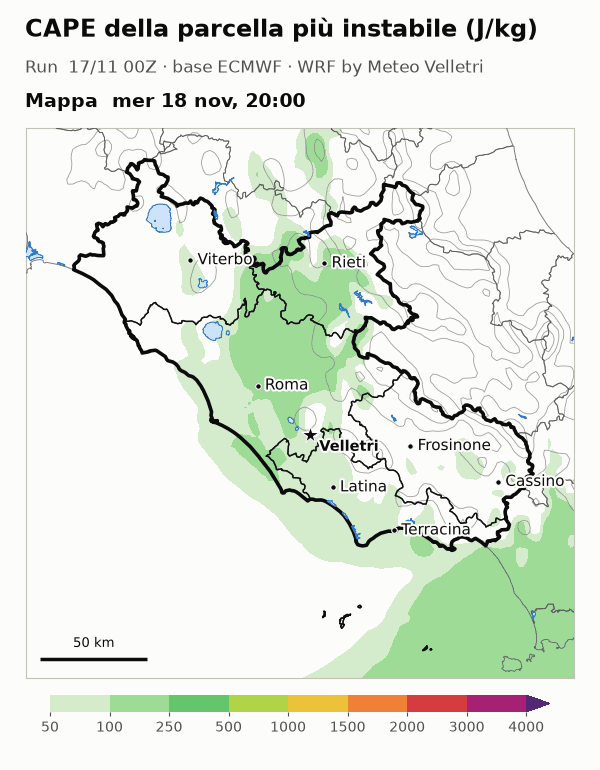 CAPE della parcella più instabile (J/kg)
Run  17/11 00Z · base ECMWF · WRF by Meteo Velletri
Mappa  mer 18 nov, 20:00
Viterbo
Rieti
Roma
Velletri
Frosinone
Latina
Cassino
Terracina
50 km
50 100 250 500 1000 1500 2000 3000 4000